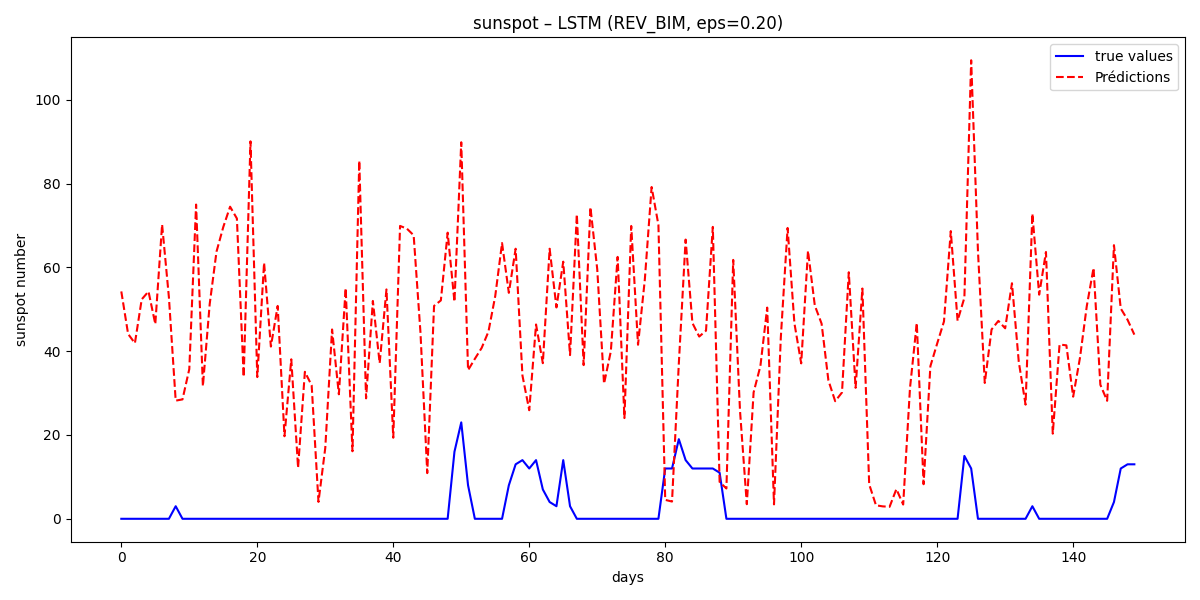 sunspot – LSTM (REV_BIM, eps=0.20)
true values
Prédictions
sunspot number
100
80
60
40
20
0
0 20 40 60 80 100 120 140
days